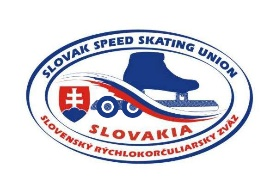 SLOVAK SPEED SKATING UNION
SLOVAKIA
SLOVENSKÝ RÝCHLOKORČULIARSKY ZVÄZ